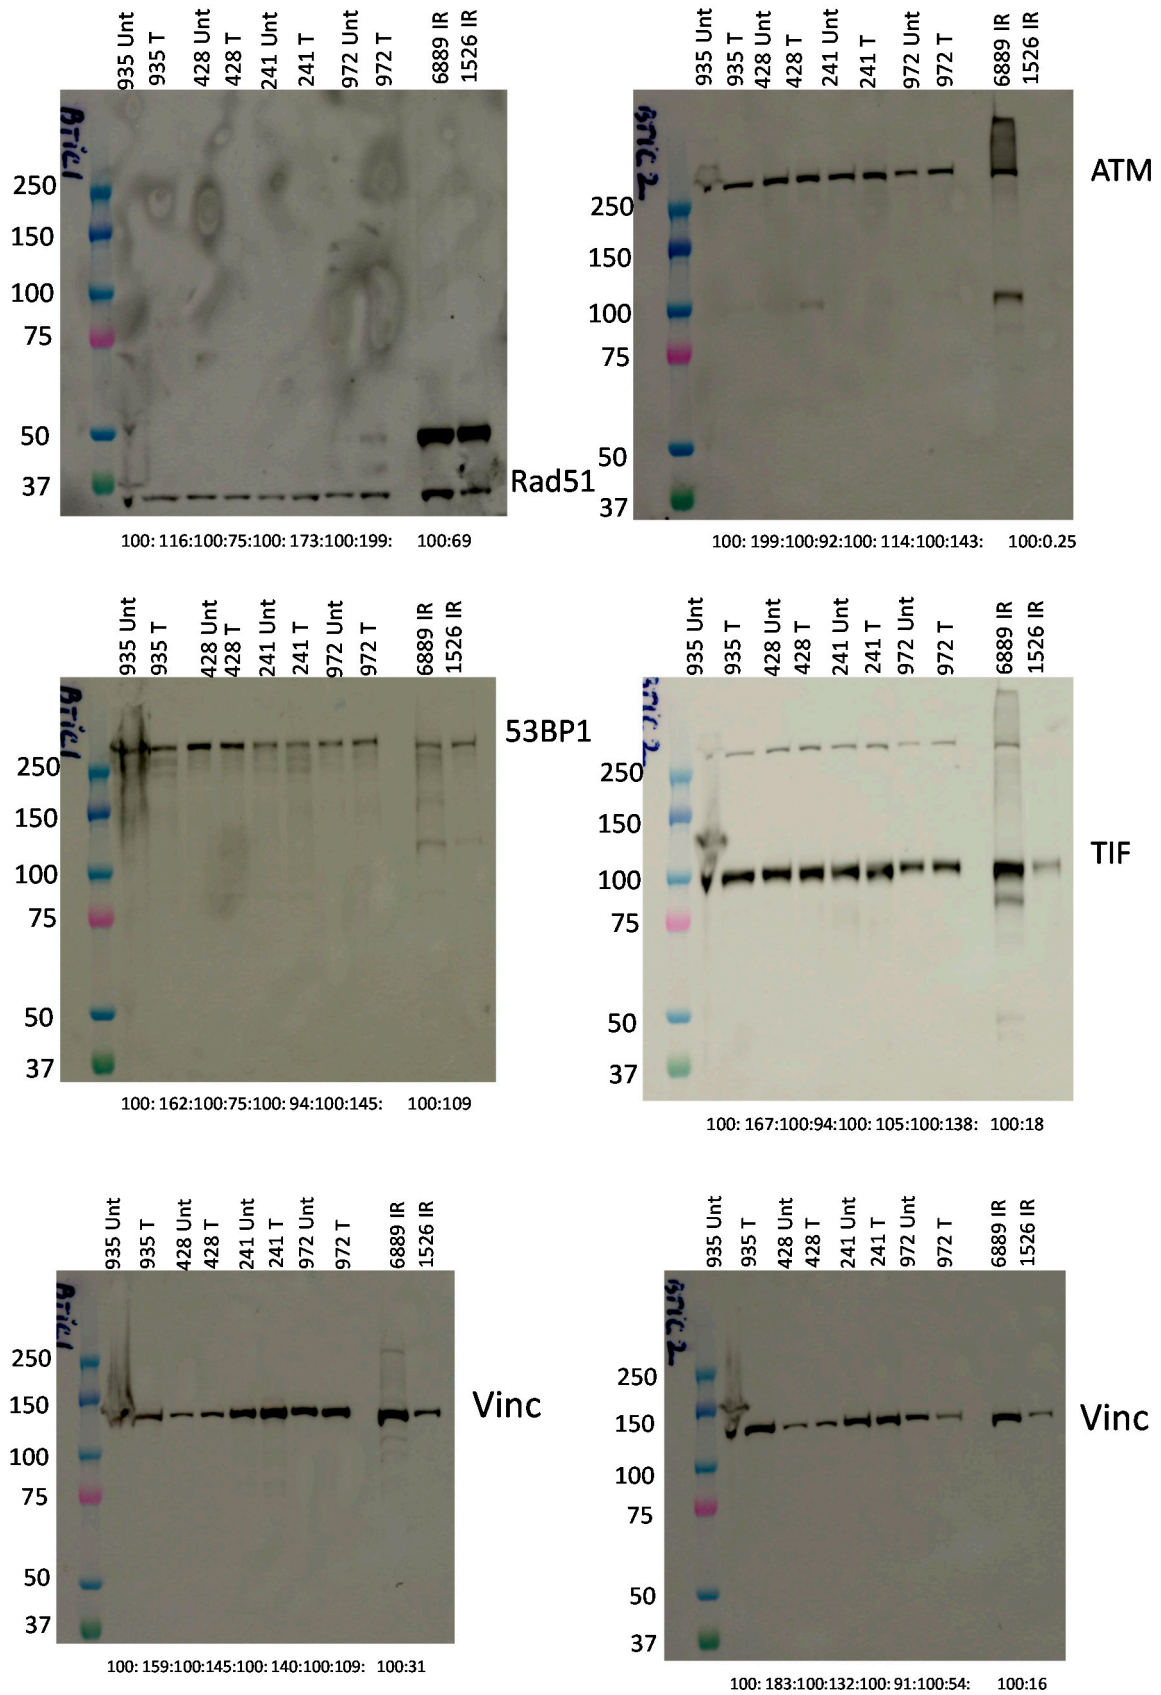 935 Unt
935 T
428 Unt
428 T
241 Unt
241 T
972 Unt
972 T
6889 IR
1526 IR
BTIC1
250
150
100
75
50
37
Rad51
100: 116:100:75:100: 173:100:199: 100:69
935 Unt
935 T
428 Unt
428 T
241 Unt
241 T
972 Unt
972 T
6889 IR
1526 IR
BTIC 2
250
150
100
75
50
37
ATM
100: 199:100:92:100: 114:100:143: 100:0.25
935 Unt
935 T
428 Unt
428 T
241 Unt
241 T
972 Unt
972 T
6889 IR
1526 IR
BTIC1
250
150
100
75
50
37
53BP1
100: 162:100:75:100: 94:100:145: 100:109
935 Unt
935 T
428 Unt
428 T
241 Unt
241 T
972 Unt
972 T
6889 IR
1526 IR
BTIC 2
250
150
100
75
50
37
TIF
100: 167:100:94:100: 105:100:138: 100:18
935 Unt
935 T
428 Unt
428 T
241 Unt
241 T
972 Unt
972 T
6889 IR
1526 IR
BTIC1
250
150
100
75
50
37
Vinc
100: 159:100:145:100: 140:100:109: 100:31
935 Unt
935 T
428 Unt
428 T
241 Unt
241 T
972 Unt
972 T
6889 IR
1526 IR
BTIC 2
250
150
100
75
50
37
Vinc
100: 183:100:132:100: 91:100:54: 100:16